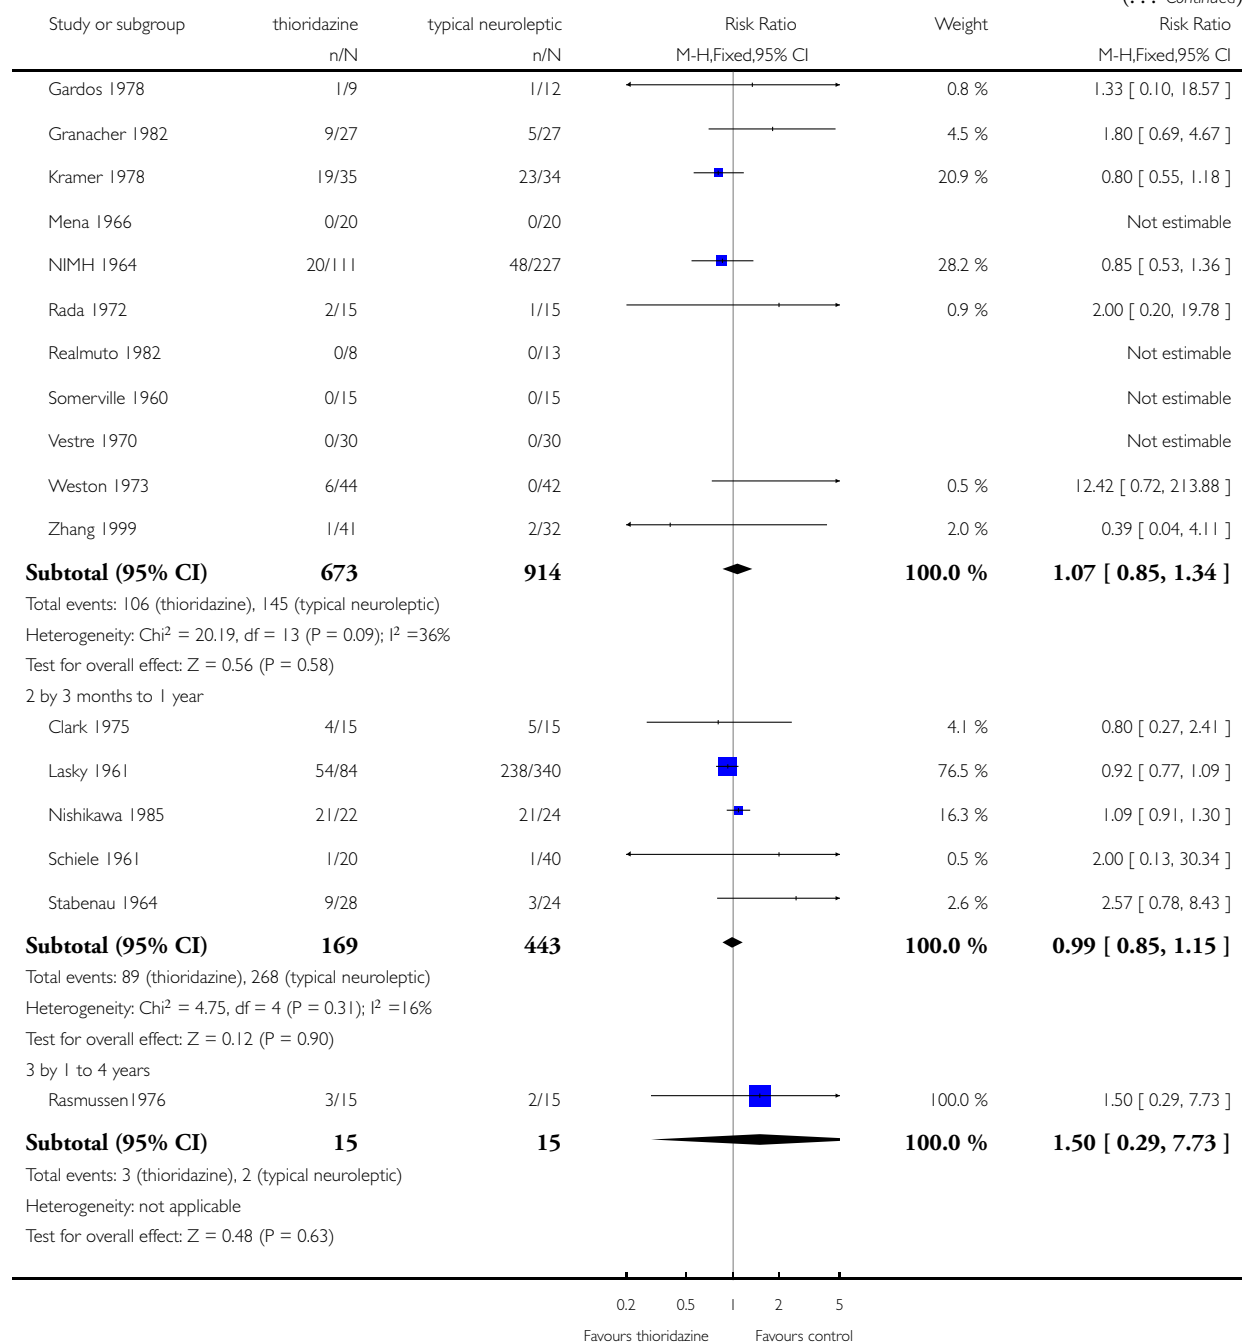 (... Continued)
Study or subgroup thioridazine typical neuroleptic Risk Ratio Weight Risk Ratio
n/N n/N M-H,Fixed,95% CI M-H,Fixed,95% CI
Gardos 1978 1/9 1/12 0.8 % 1.33 [ 0.10, 18.57 ]
Granacher 1982 9/27 5/27 4.5 % 1.80 [ 0.69, 4.67 ]
Kramer 1978 19/35 23/34 20.9 % 0.80 [ 0.55, 1.18 ]
Mena 1966 0/20 0/20 Not estimable
NIMH 1964 20/111 48/227 28.2 % 0.85 [ 0.53, 1.36 ]
Rada 1972 2/15 1/15 0.9 % 2.00 [ 0.20, 19.78 ]
Realmuto 1982 0/8 0/13 Not estimable
Somerville 1960 0/15 0/15 Not estimable
Vestre 1970 0/30 0/30 Not estimable
Weston 1973 6/44 0/42 0.5 % 12.42 [ 0.72, 213.88 ]
Zhang 1999 1/41 2/32 2.0 % 0.39 [ 0.04, 4.11 ]
Subtotal (95% CI) 673 914 100.0 % 1.07 [ 0.85, 1.34 ]
Total events: 106 (thioridazine), 145 (typical neuroleptic)
Heterogeneity: Chi² = 20.19, df = 13 (P = 0.09); I² =36%
Test for overall effect: Z = 0.56 (P = 0.58)
2 by 3 months to 1 year
Clark 1975 4/15 5/15 4.1 % 0.80 [ 0.27, 2.41 ]
Lasky 1961 54/84 238/340 76.5 % 0.92 [ 0.77, 1.09 ]
Nishikawa 1985 21/22 21/24 16.3 % 1.09 [ 0.91, 1.30 ]
Schiele 1961 1/20 1/40 0.5 % 2.00 [ 0.13, 30.34 ]
Stabenau 1964 9/28 3/24 2.6 % 2.57 [ 0.78, 8.43 ]
Subtotal (95% CI) 169 443 100.0 % 0.99 [ 0.85, 1.15 ]
Total events: 89 (thioridazine), 268 (typical neuroleptic)
Heterogeneity: Chi² = 4.75, df = 4 (P = 0.31); I² =16%
Test for overall effect: Z = 0.12 (P = 0.90)
3 by 1 to 4 years
Rasmussen1976 3/15 2/15 100.0 % 1.50 [ 0.29, 7.73 ]
Subtotal (95% CI) 15 15 100.0 % 1.50 [ 0.29, 7.73 ]
Total events: 3 (thioridazine), 2 (typical neuroleptic)
Heterogeneity: not applicable
Test for overall effect: Z = 0.48 (P = 0.63)
0.2 0.5 1 2 5
Favours thioridazine Favours control